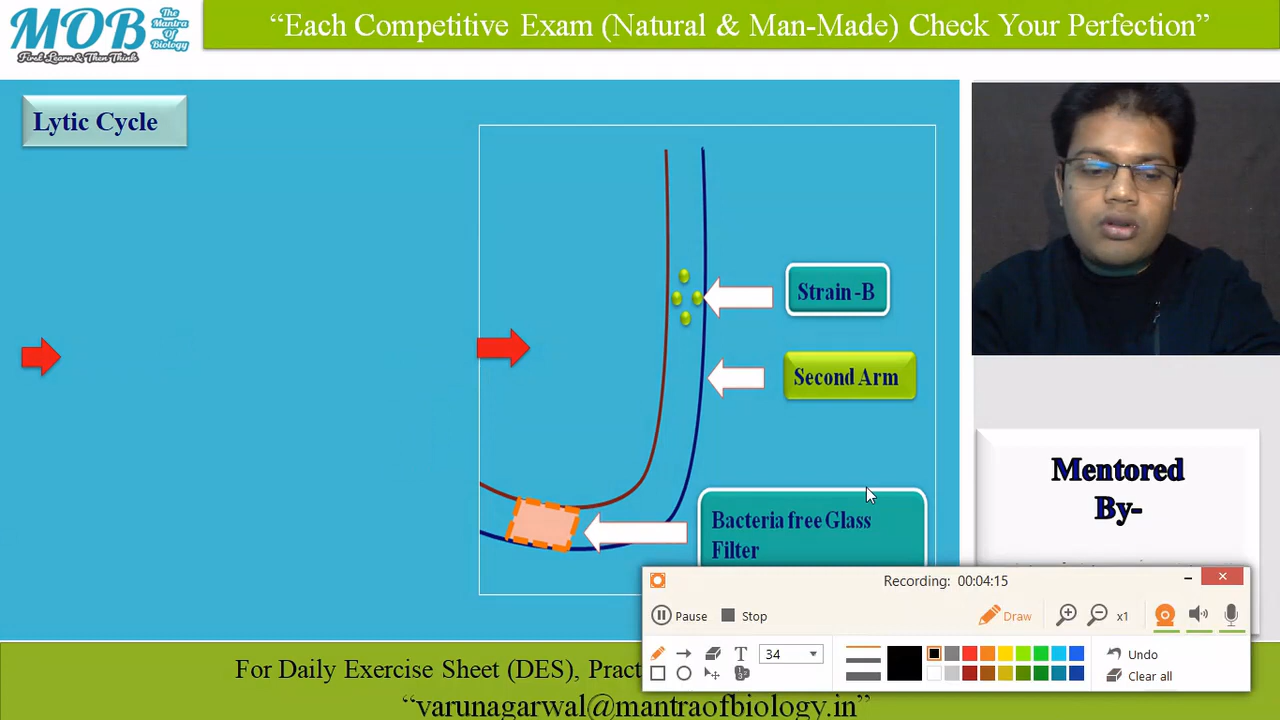 MOB
The
Mantra
Of
Biology
First Learn & Then Think
“Each Competitive Exam (Natural & Man-Made) Check Your Perfection”
Lytic Cycle
Strain -B
Second Arm
Bacteria free Glass
Filter
Mentored
By-
Recording: 00:04:15
Pause
Stop
Draw
x1
T
34
Undo
Clear all
For Daily Exercise Sheet (DES), Pract
“varunagarwal@mantraofbiology.in”